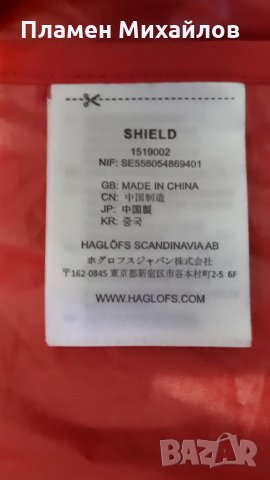 Пламен Михайлов
SHIELD
1519002
NIF: SE556054869401
GB: MADE IN CHINA
CN: 中国制造
JP: 中国製
KR: 중국
HAGLÖFS SCANDINAVIA AB
ホグロフスジャパン株式会社
〒162-0845 東京都新宿区市谷本村町2-5 6F
WWW.HAGLOFS.COM
BAZAR
.bg